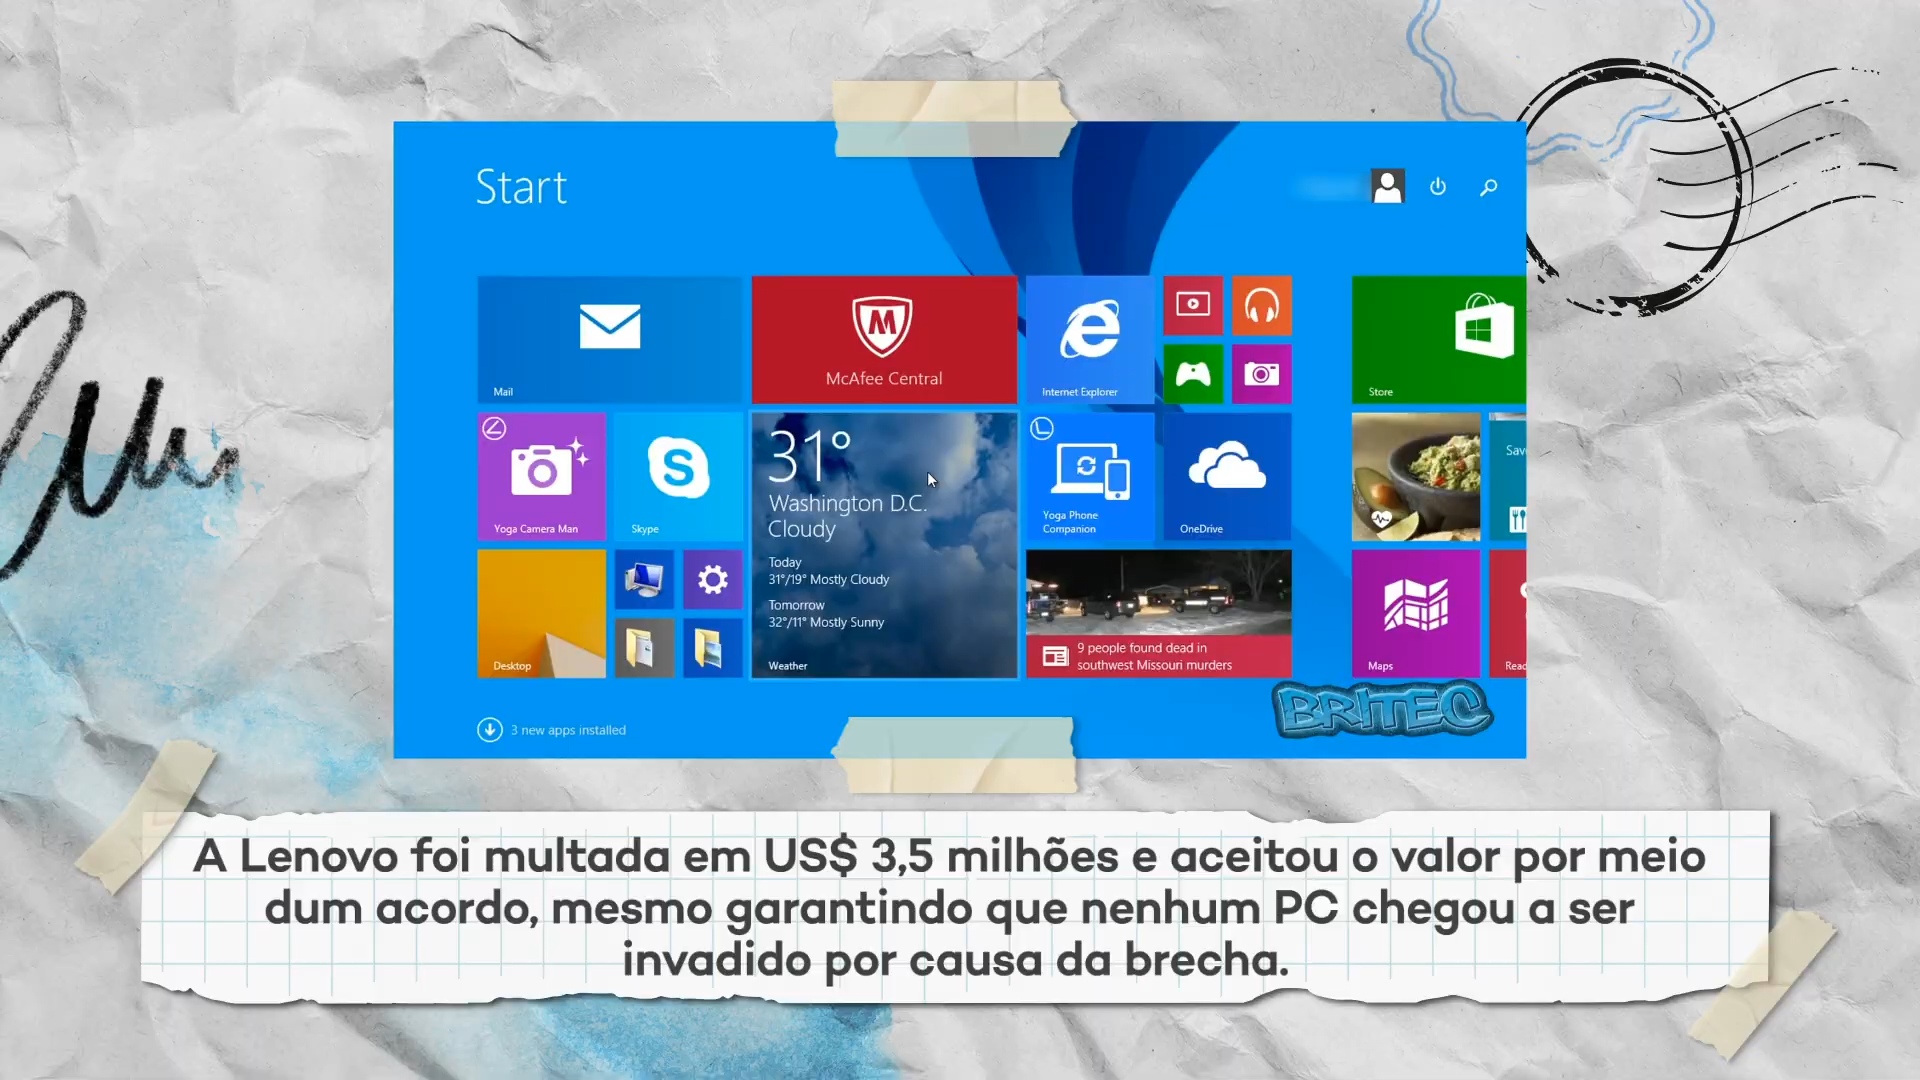 Start
Mail
McAfee Central
Internet Explorer
Store
Yoga Camera Man
Skype
31°
Washington D.C.
Cloudy
Today
31°/19° Mostly Cloudy
Tomorrow
32°/11° Mostly Sunny
Weather
Yoga Phone
Companion
OneDrive
Desktop
9 people found dead in
southwest Missouri murders
Maps
BRITEC
3 new apps installed
A Lenovo foi multada em US$ 3,5 milhões e aceitou o valor por meio
dum acordo, mesmo garantindo que nenhum PC chegou a ser
invadido por causa da brecha.